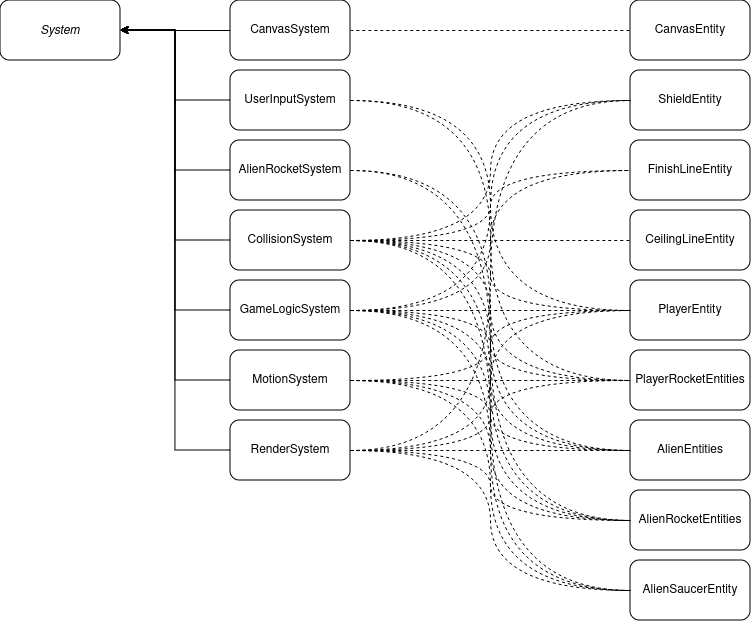 System
CanvasSystem
CanvasEntity
UserInputSystem
ShieldEntity
AlienRocketSystem
FinishLineEntity
CollisionSystem
CeilingLineEntity
GameLogicSystem
PlayerEntity
MotionSystem
PlayerRocketEntities
RenderSystem
AlienEntities
AlienRocketEntities
AlienSaucerEntity